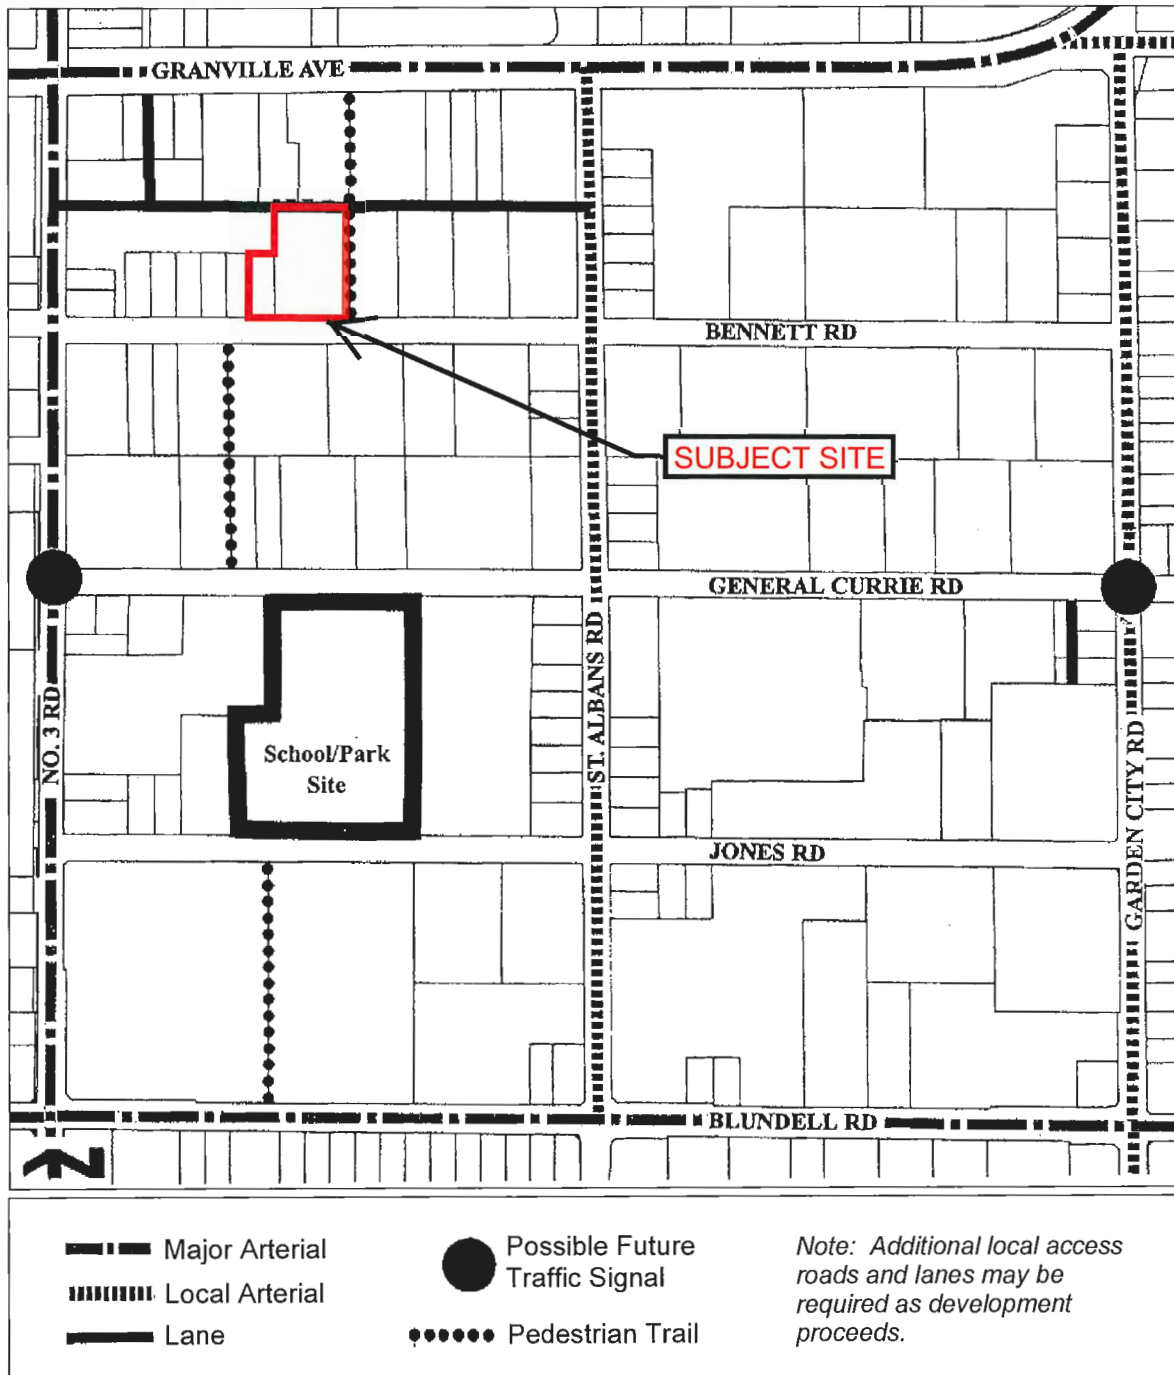 GRANVILLE AVE
BENNETT RD
SUBJECT SITE
GENERAL CURRIE RD
?
NO. 3 RD
ST. ALBANS RD
GARDEN CITY RD
School/Park
Site
JONES RD
BLUNDELL RD
Z
Major Arterial
Local Arterial
Lane
Possible Future
Traffic Signal
Pedestrian Trail
Note: Additional local access
roads and lanes may be
required as development
proceeds.